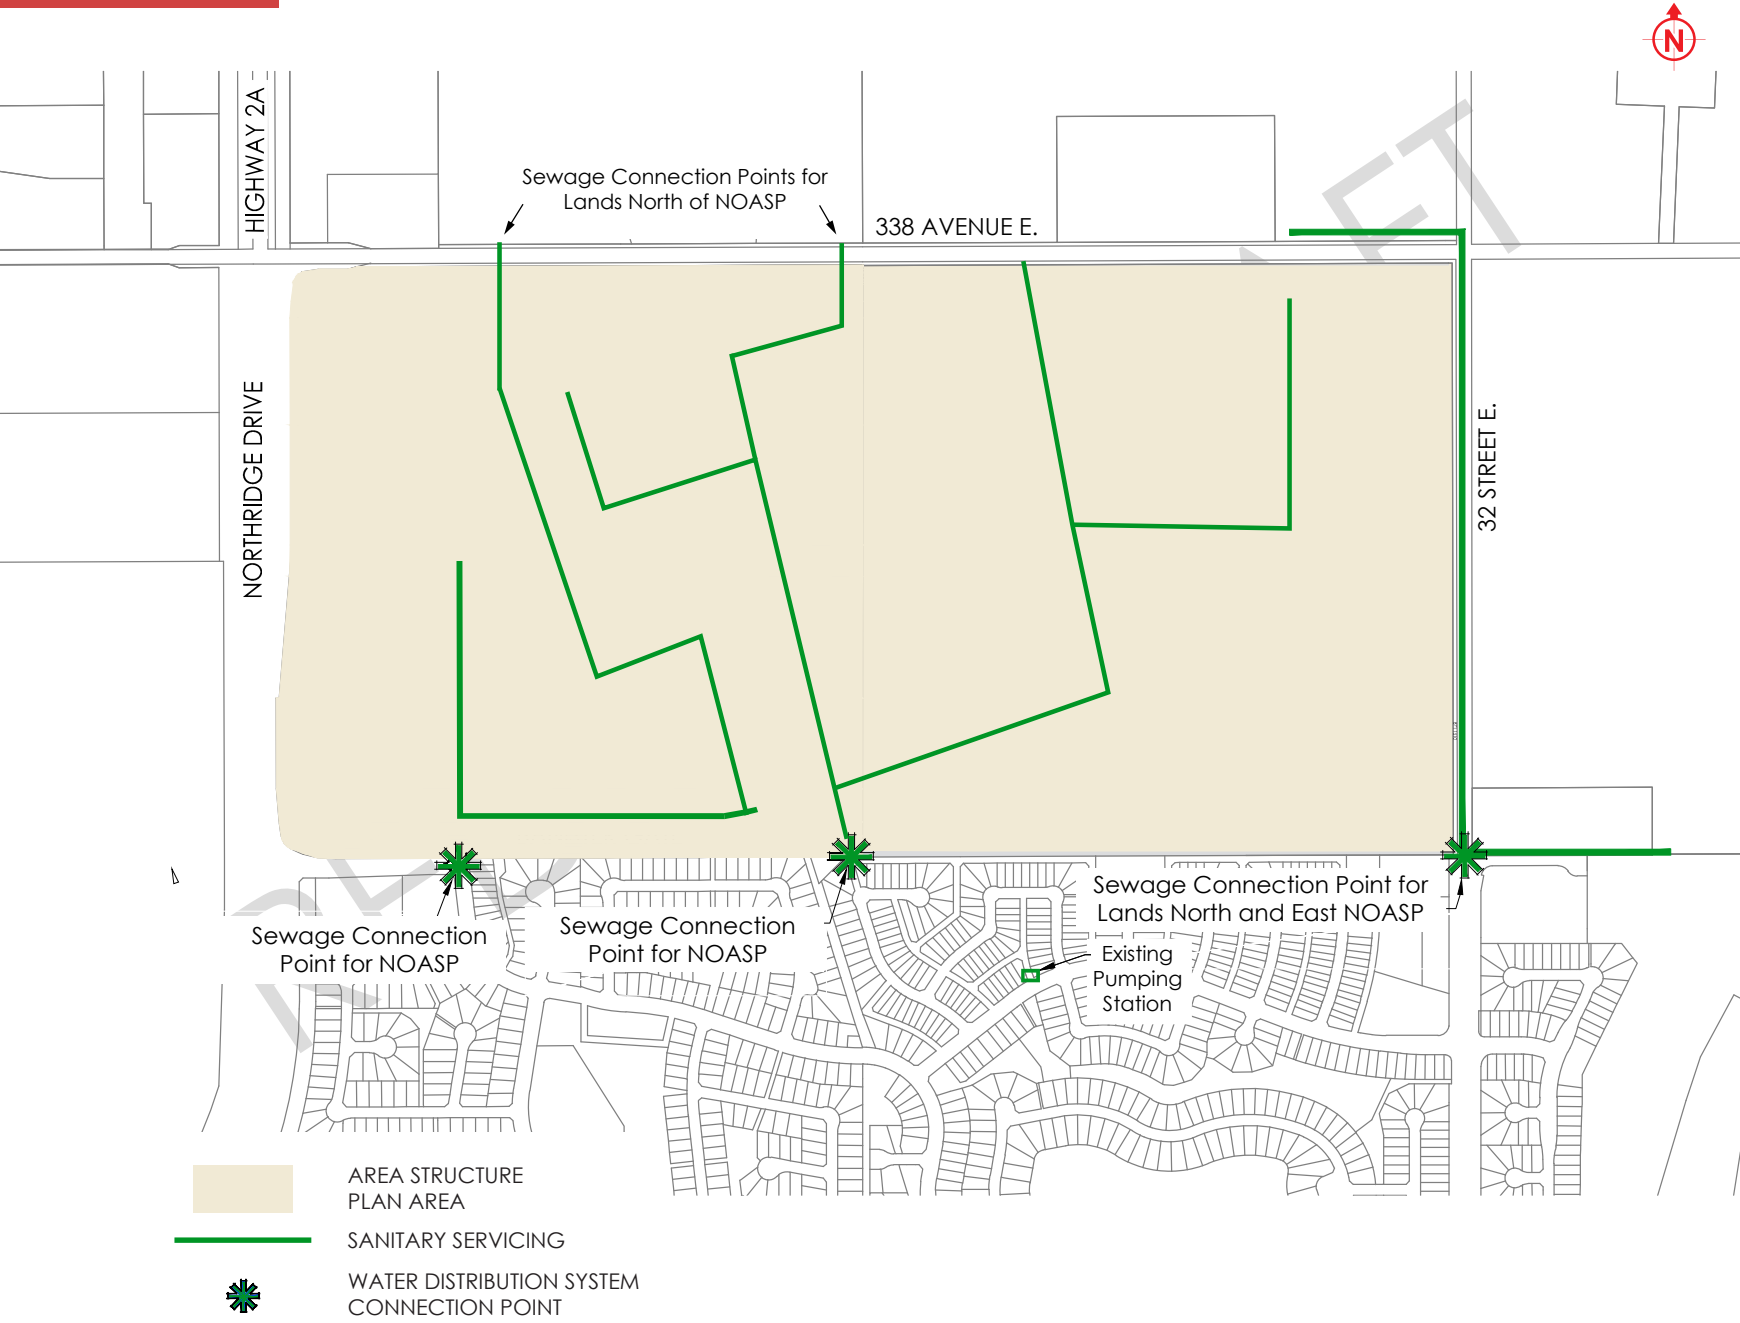 N
HIGHWAY 2A
Sewage Connection Points for
Lands North of NOASP
338 AVENUE E.
NORTHRIDGE DRIVE
32 STREET E.
Sewage Connection
Point for NOASP
Sewage Connection
Point for NOASP
Sewage Connection Point for
Lands North and East NOASP
Existing
Pumping
Station
AREA STRUCTURE
PLAN AREA
SANITARY SERVICING
WATER DISTRIBUTION SYSTEM
CONNECTION POINT